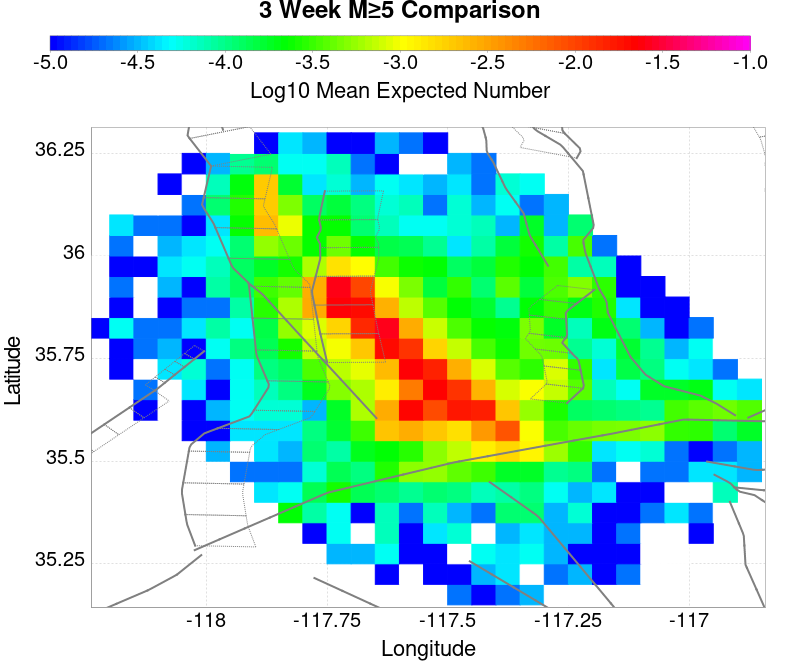 3 Week M≥5 Comparison
-5.0 -4.5 -4.0 -3.5 -3.0 -2.5 -2.0 -1.5 -1.0
Log10 Mean Expected Number
36.25
36
35.75
35.5
35.25
Latitude
-118 -117.75 -117.5 -117.25 -117
Longitude